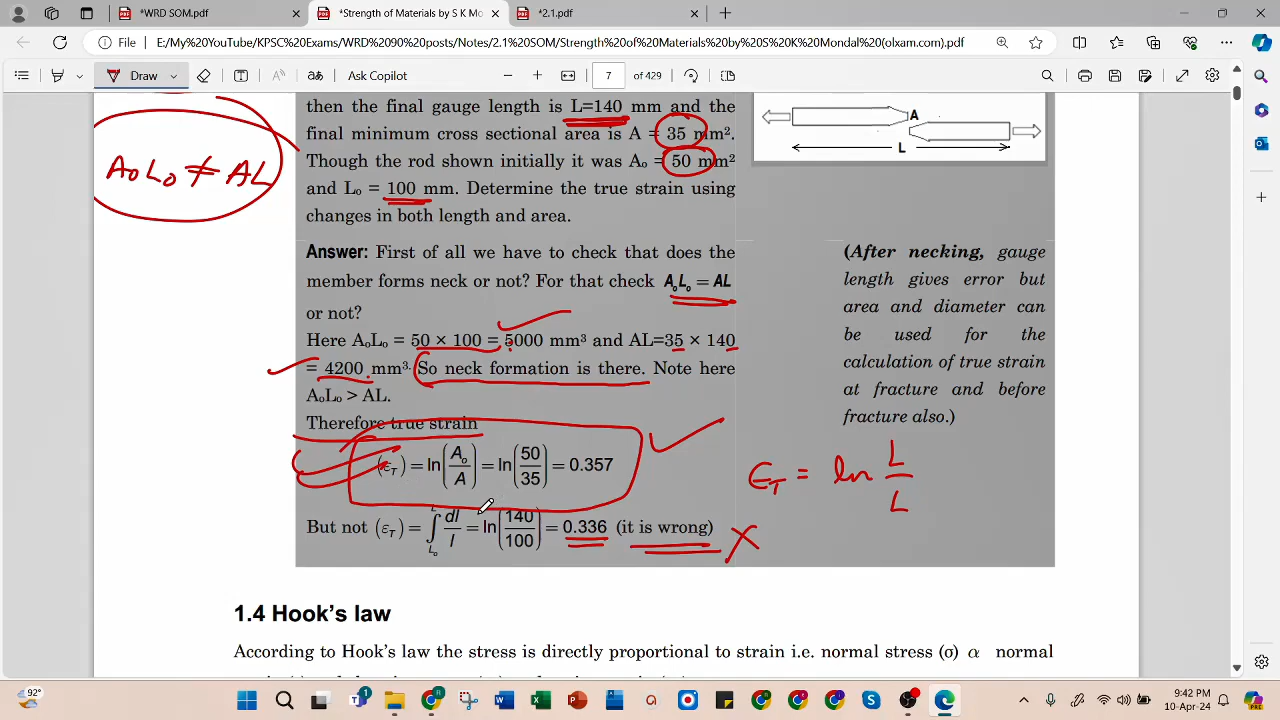 *WRD SOM.pdf
*Strength of Materials by S K Mo
*2.1.pdf
File
E:/My%20YouTube/KPSC%20Exams/WRD%2090%20posts/Notes/2.1%20SOM/Strength%20of%20Materials%20by%20S%20K%20Mondal(olxam.com).pdf
Draw
Ask Copilot
7
of 429
then the final gauge length is L=140 mm and the
final minimum cross sectional area is A = 35 mm².
Though the rod shown initially it was Aₒ = 50 mm²
and Lₒ = 100 mm. Determine the true strain using
changes in both length and area.
A
L
A₀L₀ ≠ AL
Answer: First of all we have to check that does the
member forms neck or not? For that check AₒLₒ = AL
or not?
Here AₒLₒ = 50 × 100 = 5000 mm³ and AL=35 × 140
= 4200 mm³. So neck formation is there. Note here
AₒLₒ > AL.
Therefore true strain
(εT) = ln(Aₒ/A) = ln(50/35) = 0.357
But not (εT) = ∫ dl/l = ln(140/100) = 0.336 (it is wrong)
L
Lₒ
(After necking, gauge
length gives error but
area and diameter can
be used for the
calculation of true strain
at fracture and before
fracture also.)
ЄT = ln L/L
1.4 Hook's law
According to Hook's law the stress is directly proportional to strain i.e. normal stress (σ) α normal
92°
9:42 PM
10-Apr-24